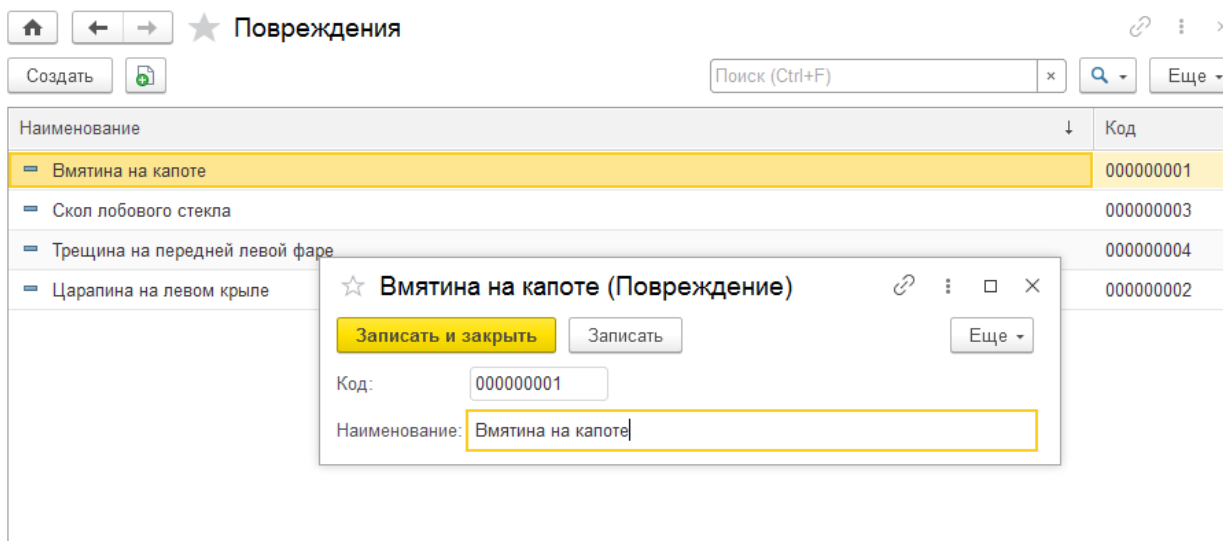 Повреждения
Создать Поиск (Ctrl+F) × Еще
Наименование ↓ Код
Вмятина на капоте 000000001
Скол лобового стекла 000000003
Трещина на передней левой фаре 000000004
Царапина на левом крыле 000000002
Вмятина на капоте (Повреждение)
Записать и закрыть Записать Еще
Код: 000000001
Наименование: Вмятина на капоте